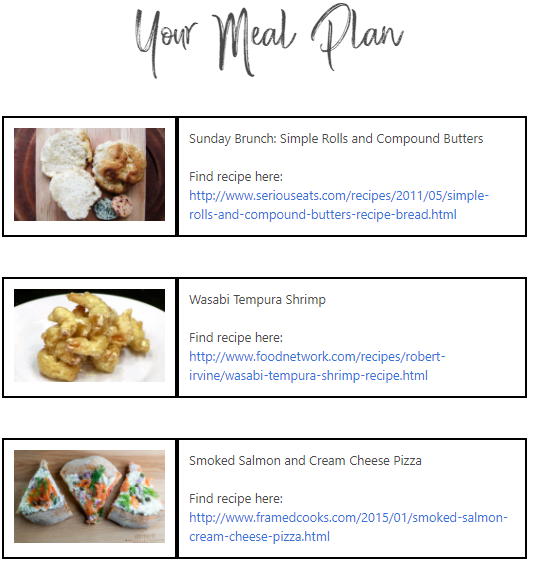 Your Meal Plan
Sunday Brunch: Simple Rolls and Compound Butters
Find recipe here:
http://www.seriouseats.com/recipes/2011/05/simple-
rolls-and-compound-butters-recipe-bread.html
Wasabi Tempura Shrimp
Find recipe here:
http://www.foodnetwork.com/recipes/robert-
irvine/wasabi-tempura-shrimp-recipe.html
Smoked Salmon and Cream Cheese Pizza
Find recipe here:
http://www.framedcooks.com/2015/01/smoked-salmon-
cream-cheese-pizza.html